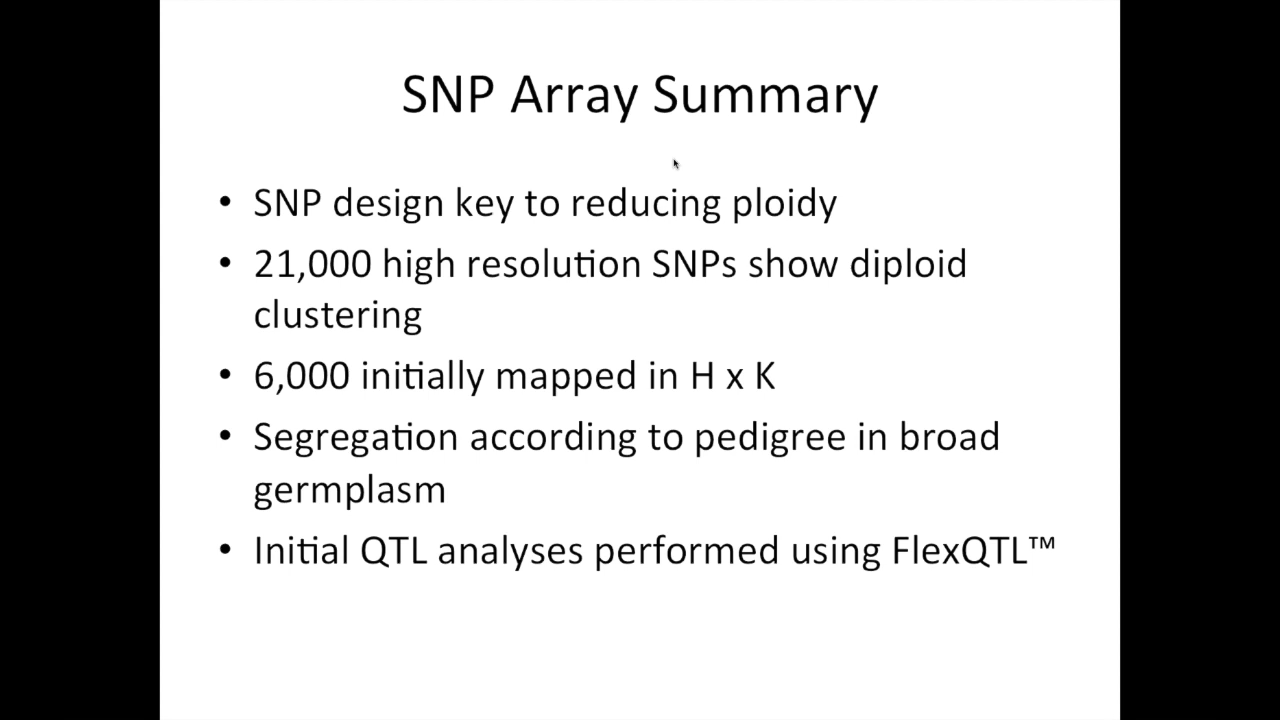 SNP Array Summary
• SNP design key to reducing ploidy
• 21,000 high resolution SNPs show diploid
clustering
• 6,000 initially mapped in H x K
• Segregation according to pedigree in broad
germplasm
• Initial QTL analyses performed using FlexQTL™